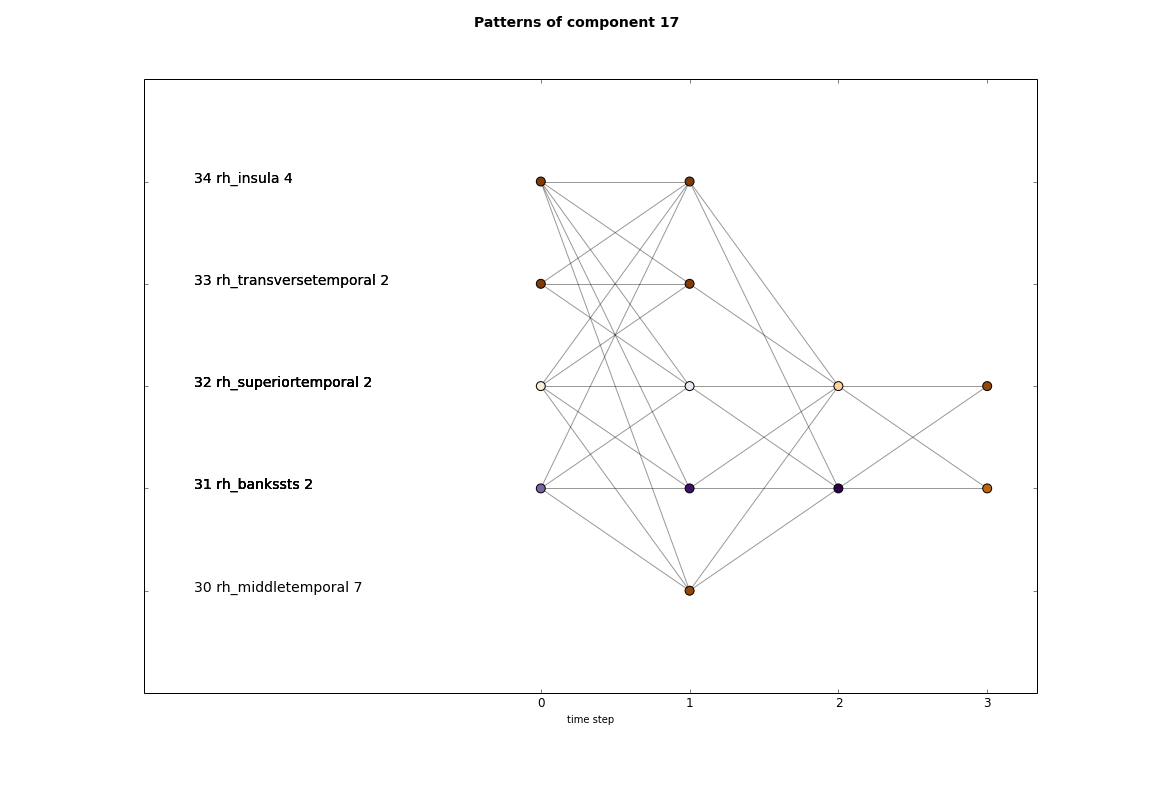 Patterns of component 17
34 rh_insula 4
33 rh_transversetemporal 2
32 rh_superiortemporal 2
31 rh_bankssts 2
30 rh_middletemporal 7
0 1 2 3
time step